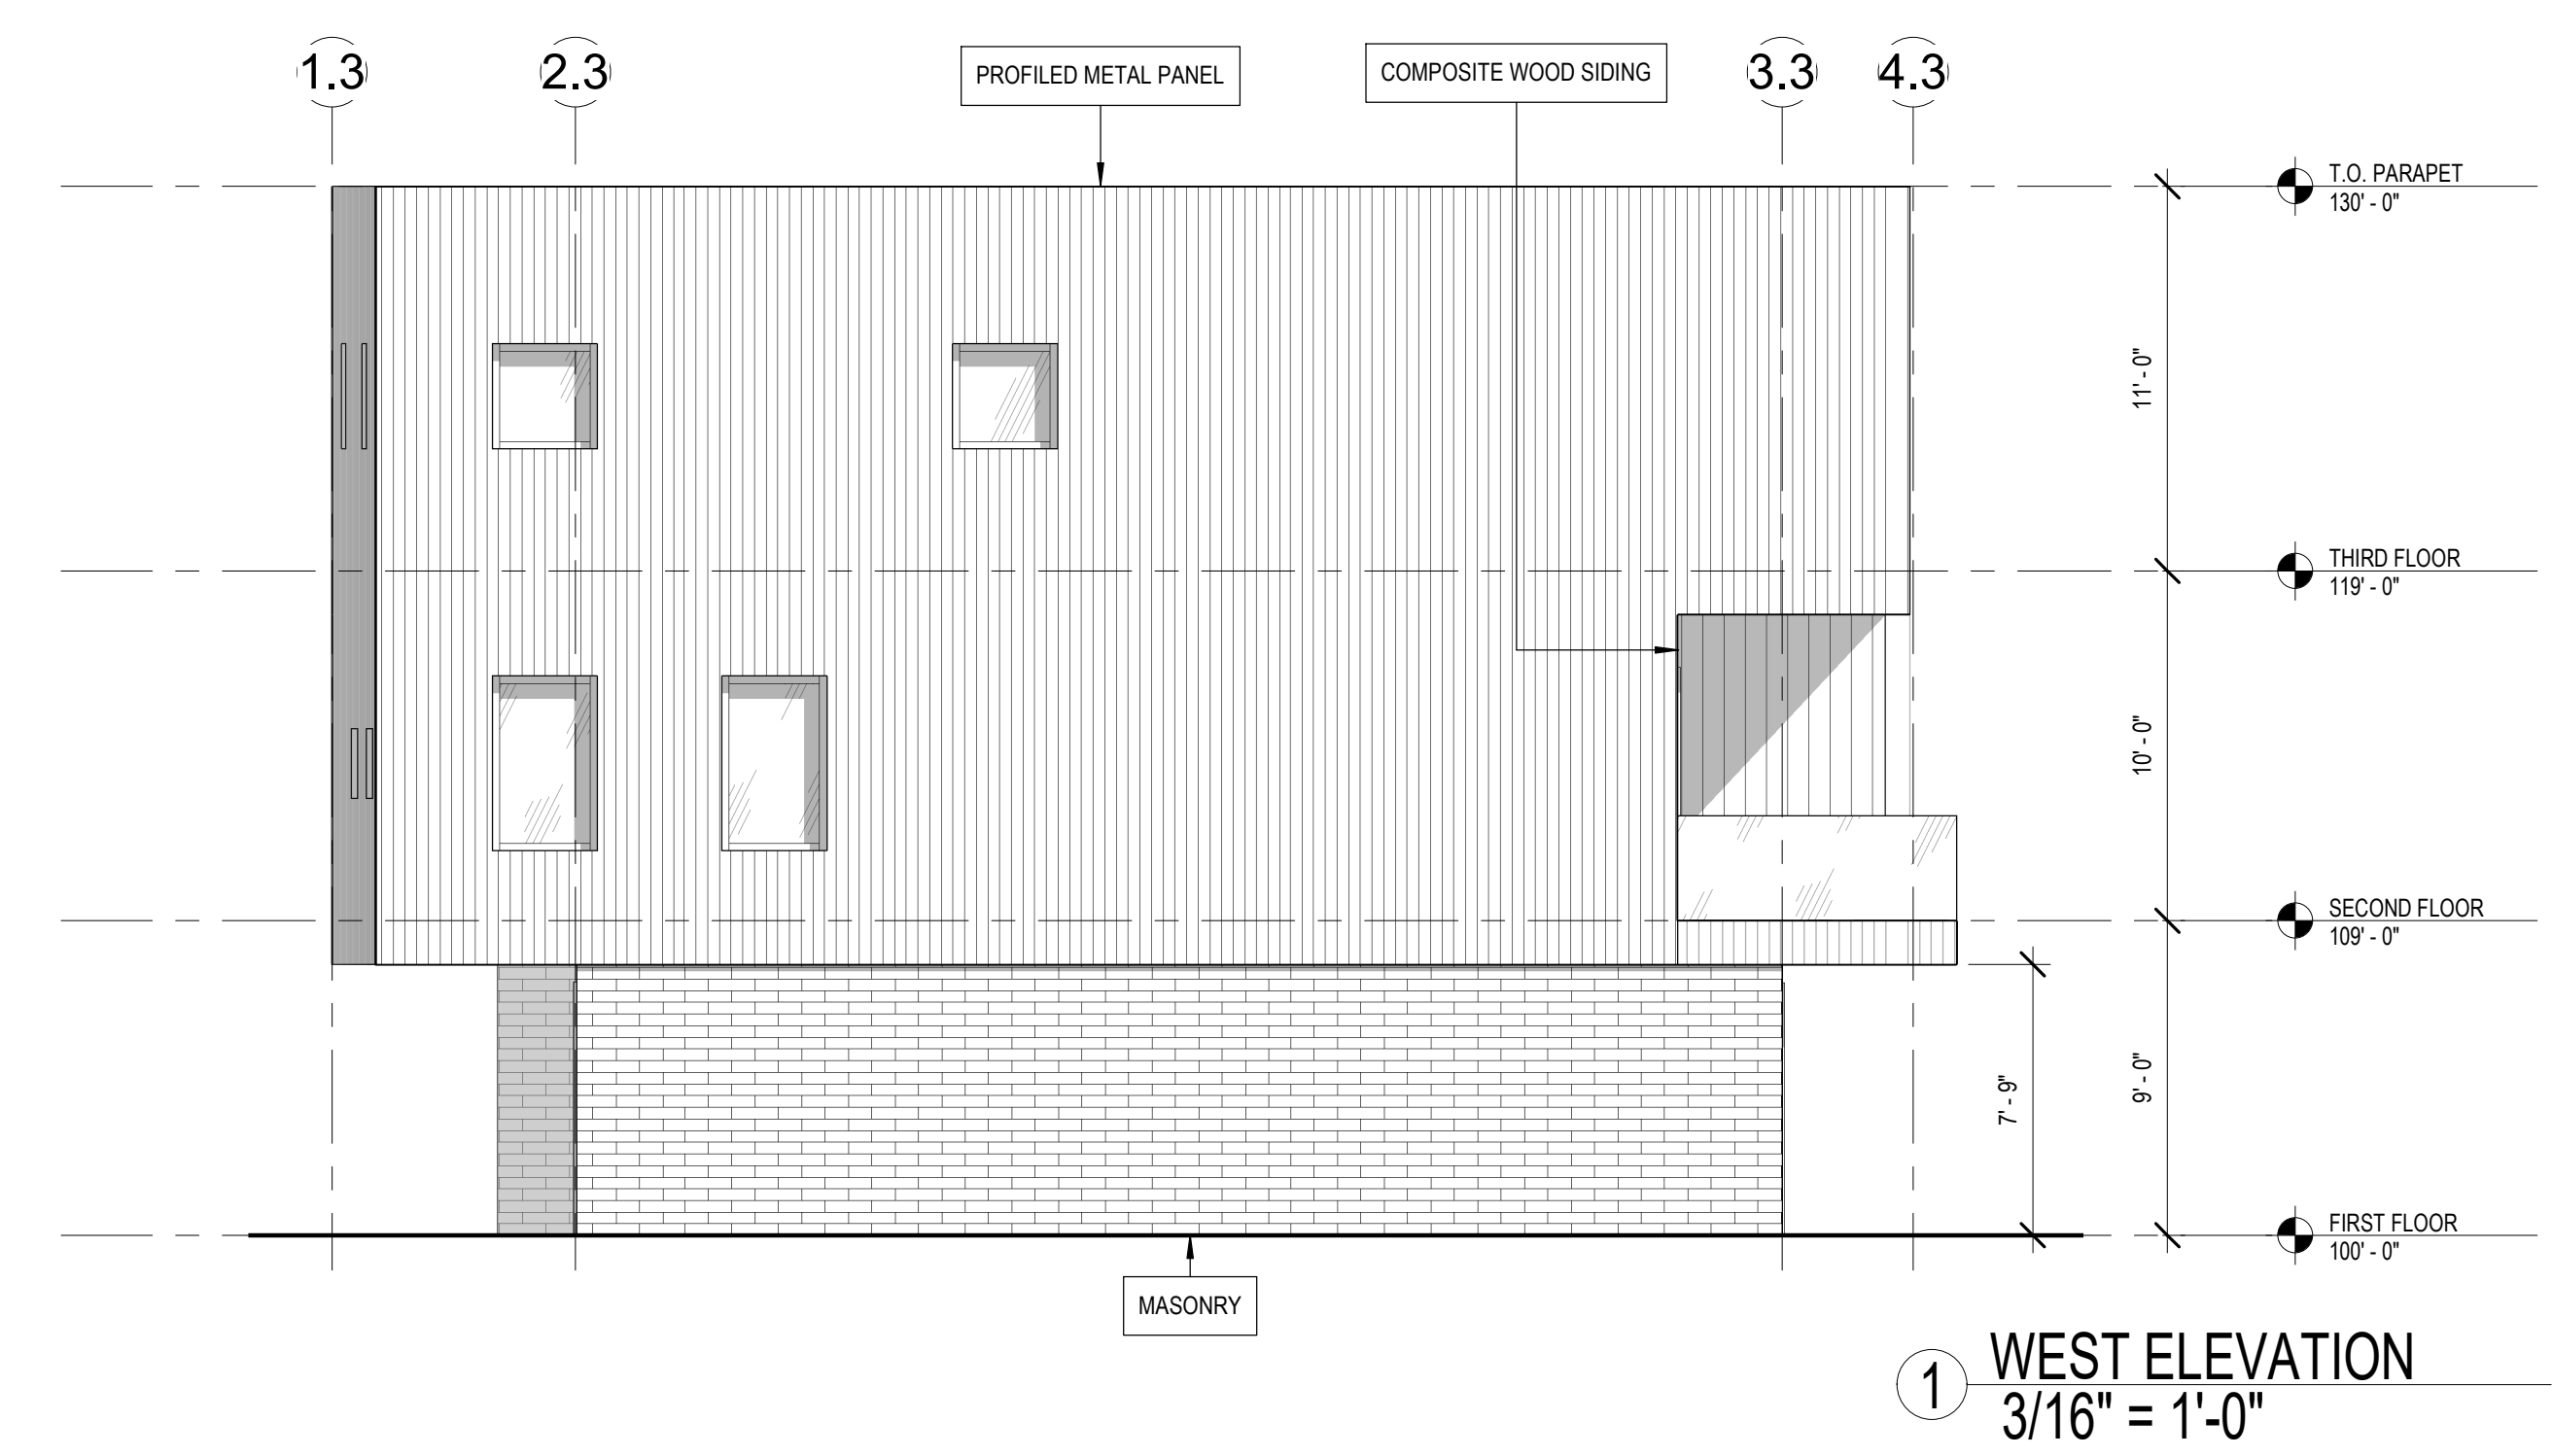 1.3
2.3
PROFILED METAL PANEL
COMPOSITE WOOD SIDING
3.3
4.3
T.O. PARAPET
130' - 0"
11' - 0"
THIRD FLOOR
119' - 0"
10' - 0"
SECOND FLOOR
109' - 0"
7' - 9"
9' - 0"
FIRST FLOOR
100' - 0"
MASONRY
1
WEST ELEVATION
3/16" = 1'-0"